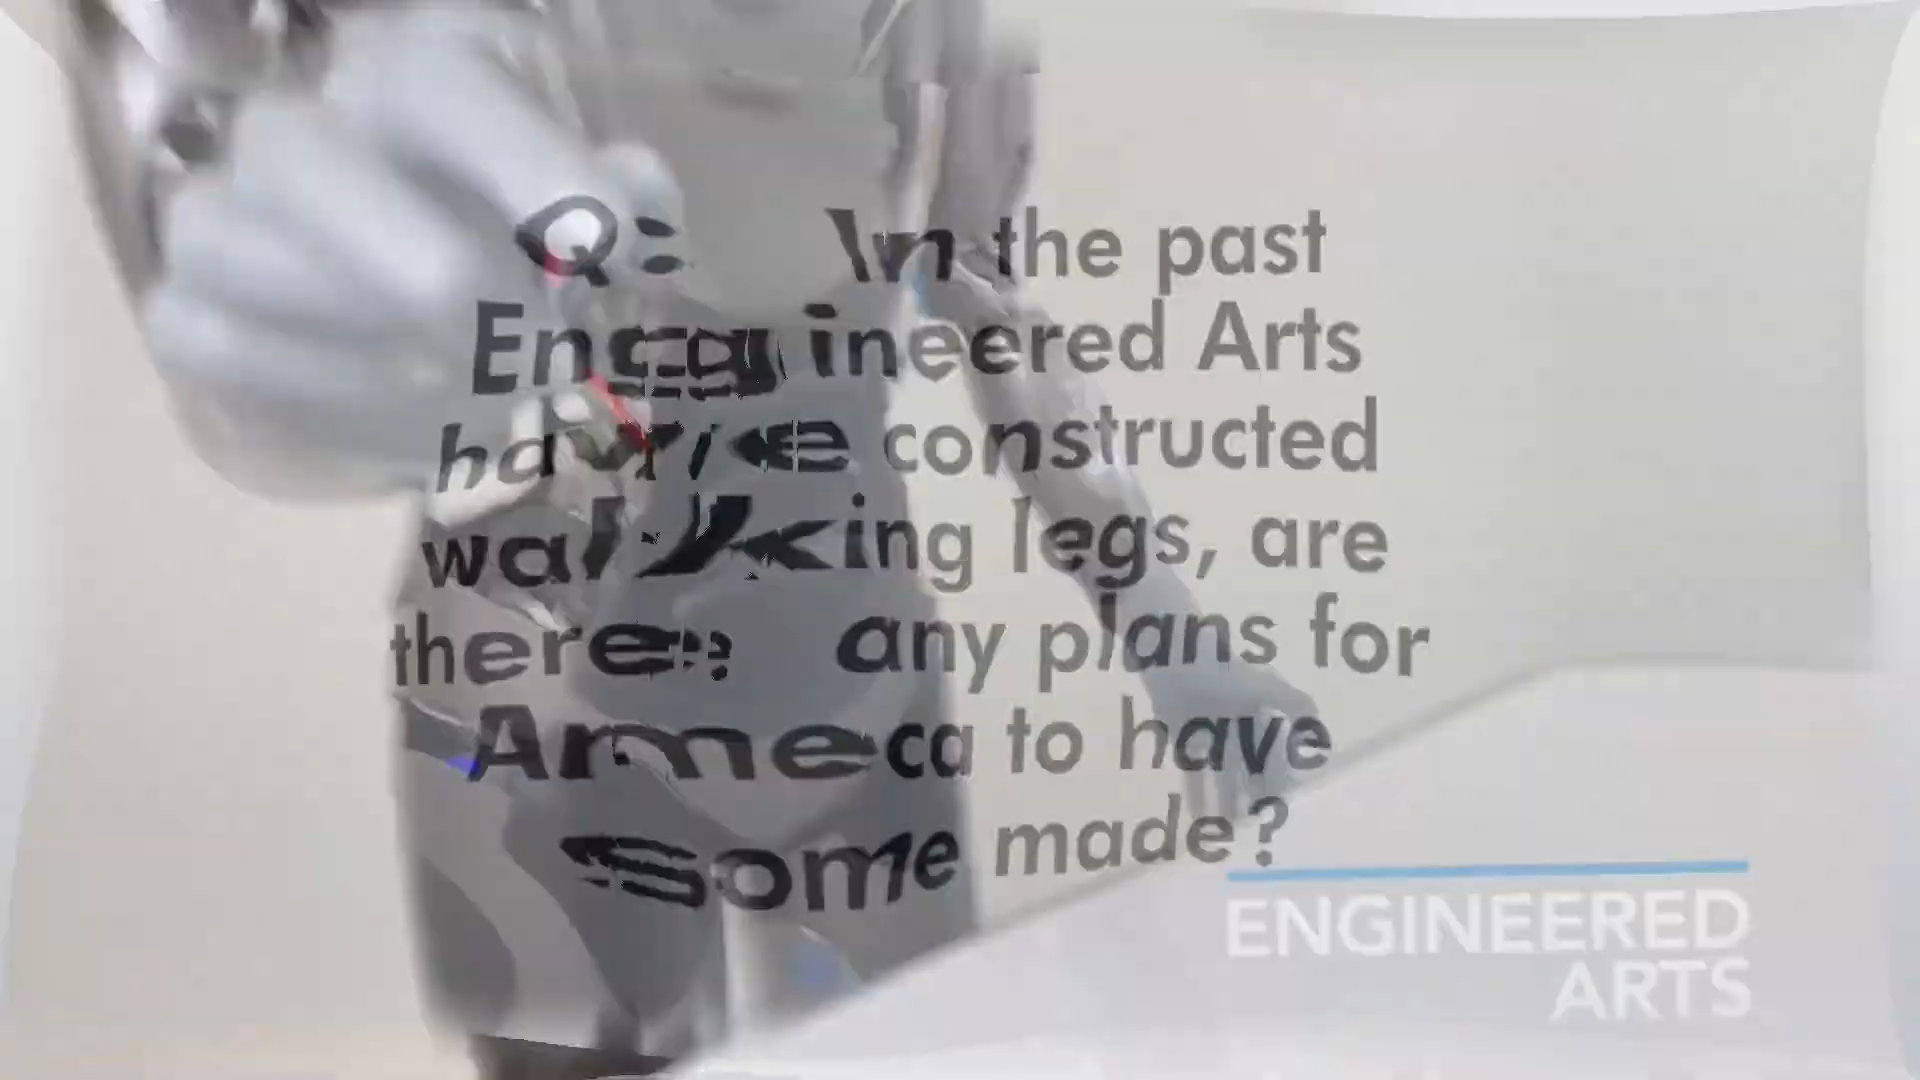 Q: In the past
Engineered Arts
have constructed
walking legs, are
there any plans for
Ameca to have
some made?
ENGINEERED
ARTS